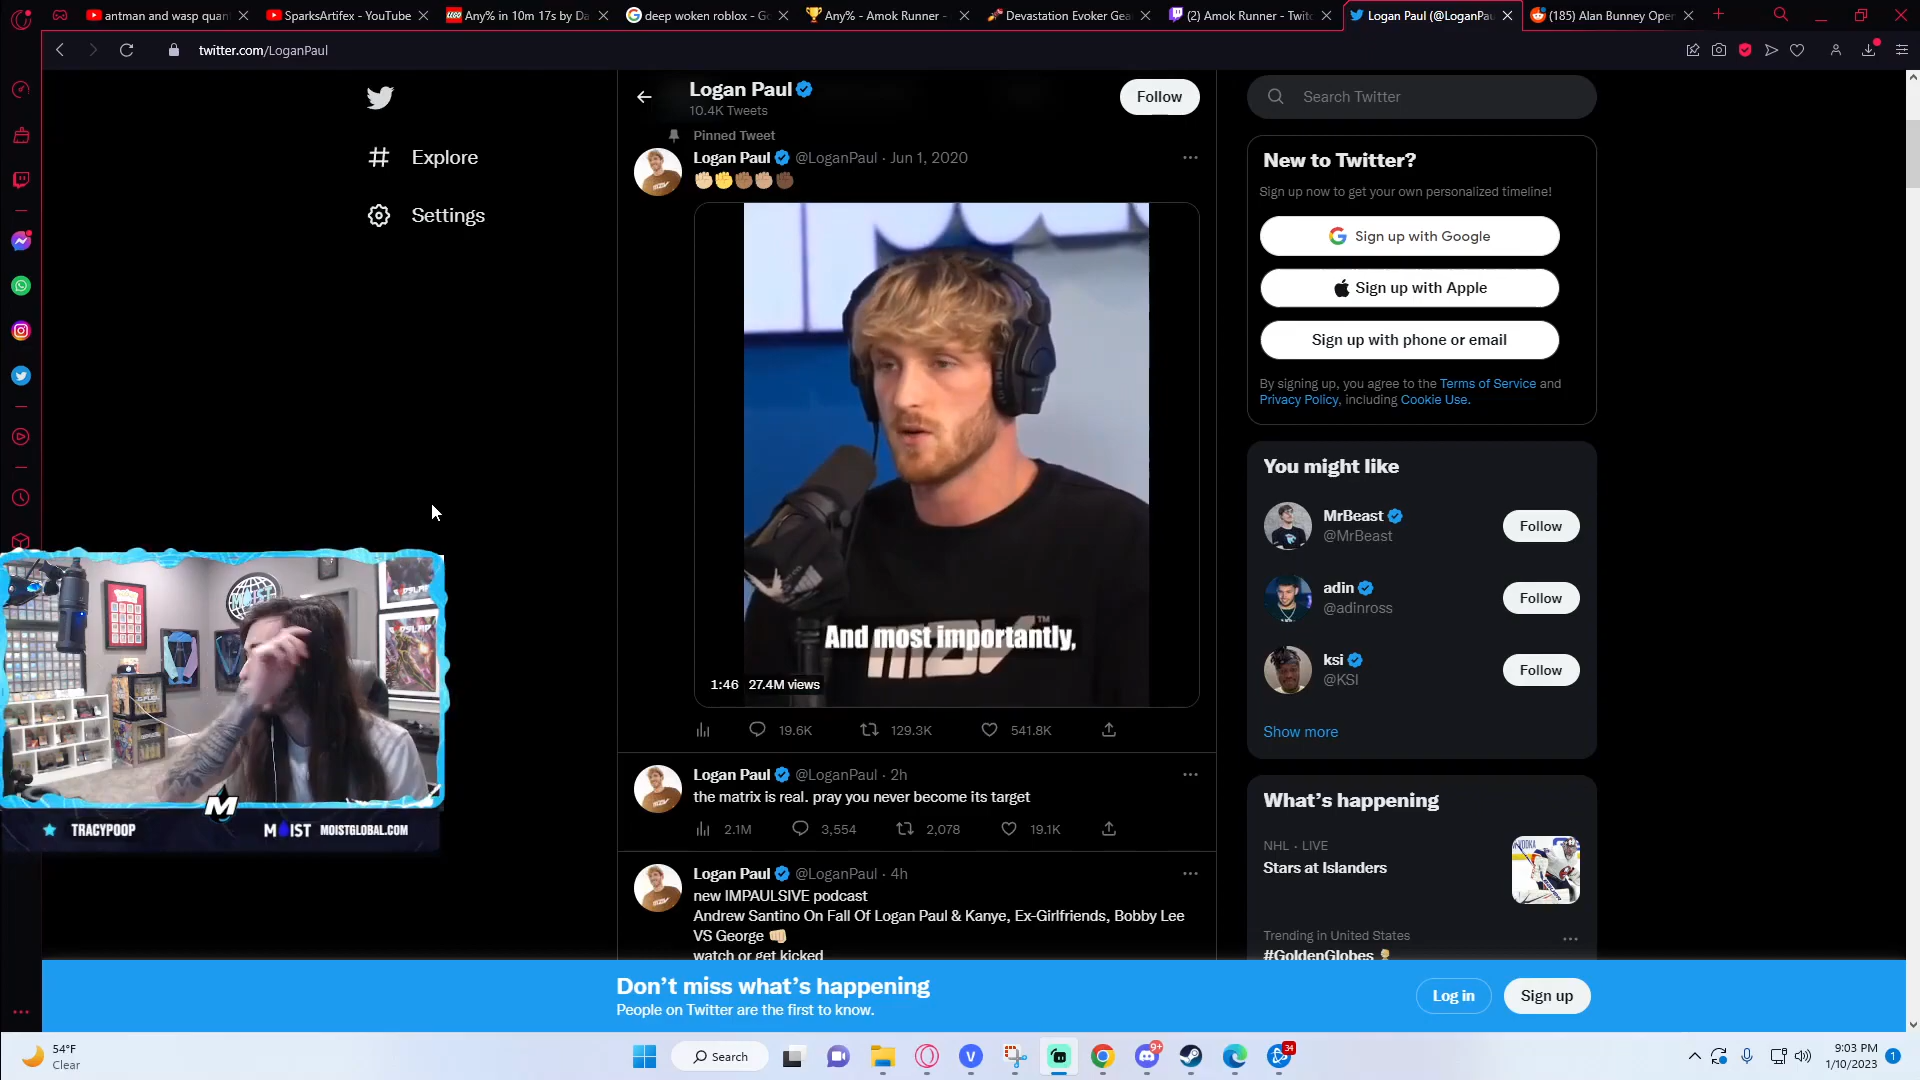 antman and wasp quan
SparksArtifex - YouTube
Any% in 10m 17s by Da
deep woken roblox - Go
Any% - Amok Runner -
Devastation Evoker Gea
(2) Amok Runner - Twitc
Logan Paul (@LoganPau
(185) Alan Bunney Oper
twitter.com/LoganPaul
Explore
Settings
Logan Paul
10.4K Tweets
Follow
Pinned Tweet
Logan Paul @LoganPaul · Jun 1, 2020
✊🏻✊✊🏾✊🏽✊🏿
MDV™
And most importantly,
1:46 27.4M views
19.6K 129.3K 541.8K
Logan Paul @LoganPaul · 2h
the matrix is real. pray you never become its target
2.1M 3,554 2,078 19.1K
Logan Paul @LoganPaul · 4h
new IMPAULSIVE podcast
Andrew Santino On Fall Of Logan Paul & Kanye, Ex-Girlfriends, Bobby Lee
VS George 👊🏻
watch or get kicked
Search Twitter
New to Twitter?
Sign up now to get your own personalized timeline!
Sign up with Google
Sign up with Apple
Sign up with phone or email
By signing up, you agree to the Terms of Service and
Privacy Policy, including Cookie Use.
You might like
MrBeast
@MrBeast
Follow
adin
@adinross
Follow
ksi
@KSI
Follow
Show more
What's happening
NHL · LIVE
Stars at Islanders
Trending in United States
#GoldenGlobes
MOIST
M
TRACYPOOP
MOIST MOISTGLOBAL.COM
Don't miss what's happening
People on Twitter are the first to know.
Log in
Sign up
54°F
Clear
Search
9+
34
9:03 PM
1/10/2023
1